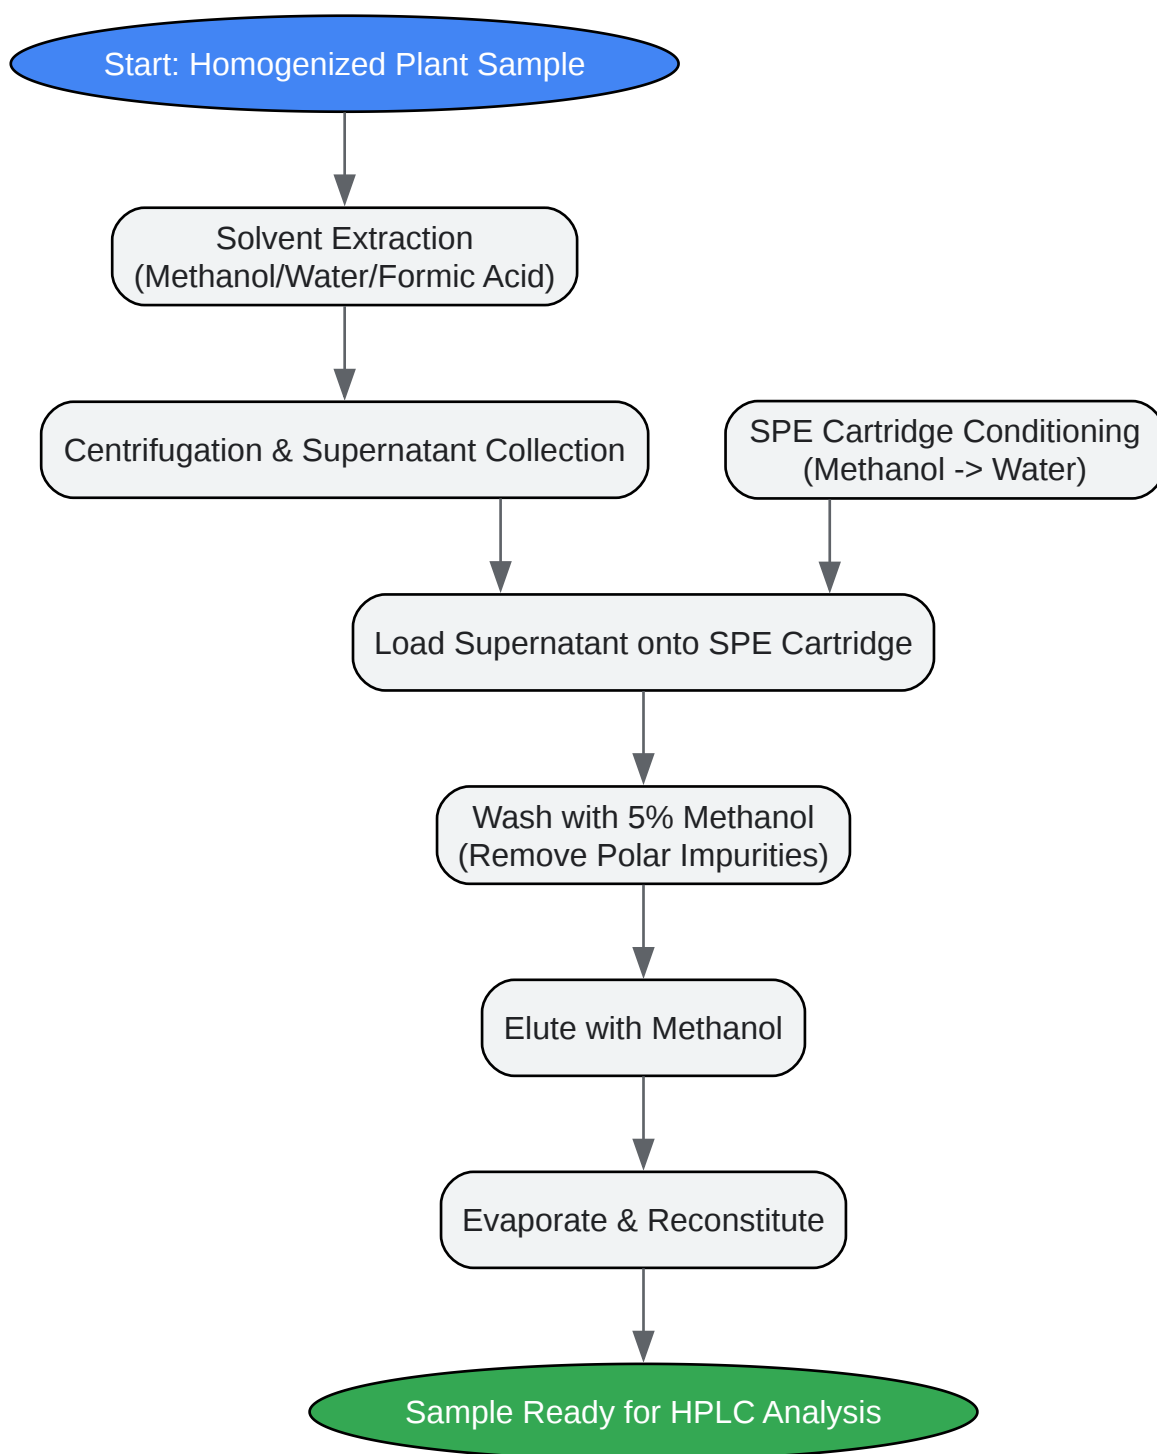 Start: Homogenized Plant Sample
Solvent Extraction
(Methanol/Water/Formic Acid)
Centrifugation & Supernatant Collection
SPE Cartridge Conditioning
(Methanol -> Water)
Load Supernatant onto SPE Cartridge
Wash with 5% Methanol
(Remove Polar Impurities)
Elute with Methanol
Evaporate & Reconstitute
Sample Ready for HPLC Analysis